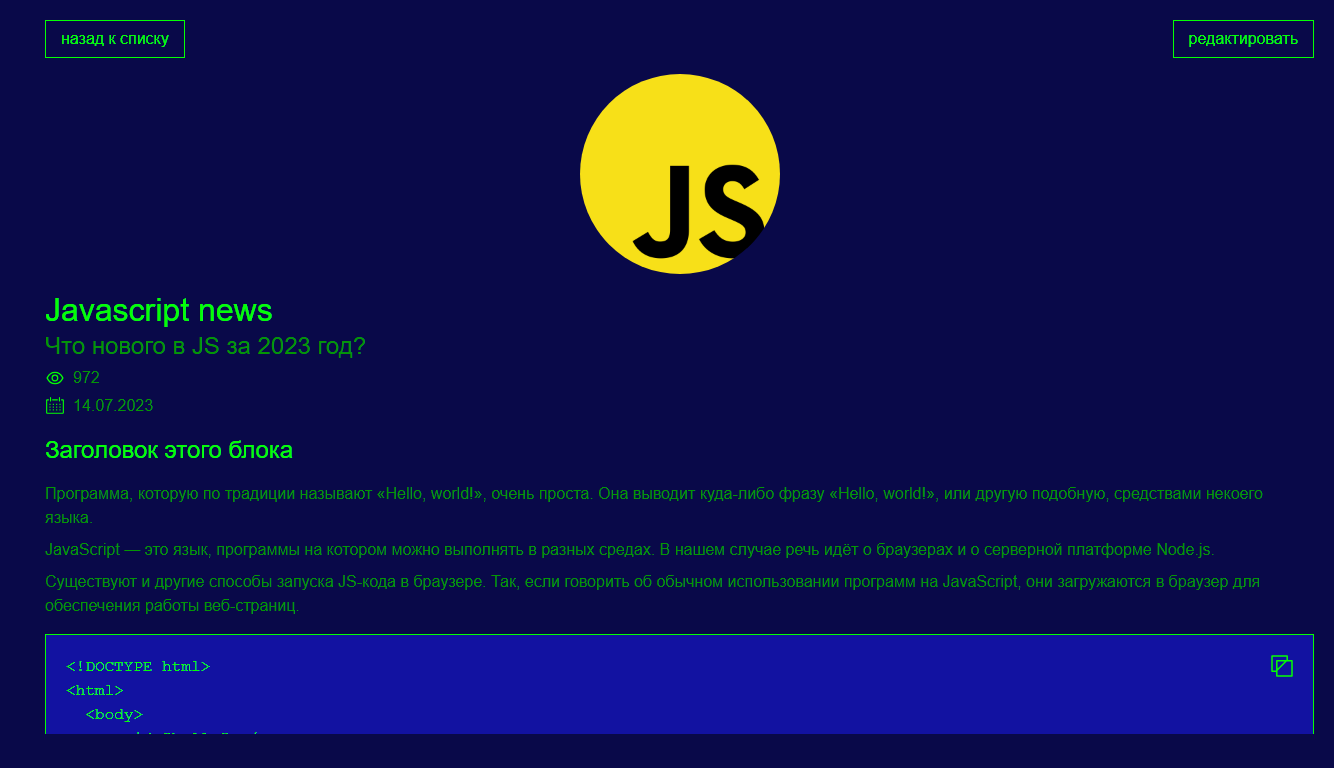 назад к списку
редактировать
JS
Javascript news
Что нового в JS за 2023 год?
972
14.07.2023
Заголовок этого блока
Программа, которую по традиции называют «Hello, world!», очень проста. Она выводит куда-либо фразу «Hello, world!», или другую подобную, средствами некоего
языка.
JavaScript — это язык, программы на котором можно выполнять в разных средах. В нашем случае речь идёт о браузерах и о серверной платформе Node.js.
Существуют и другие способы запуска JS-кода в браузере. Так, если говорить об обычном использовании программ на JavaScript, они загружаются в браузер для
обеспечения работы веб-страниц.
<!DOCTYPE html>
<html>
  <body>